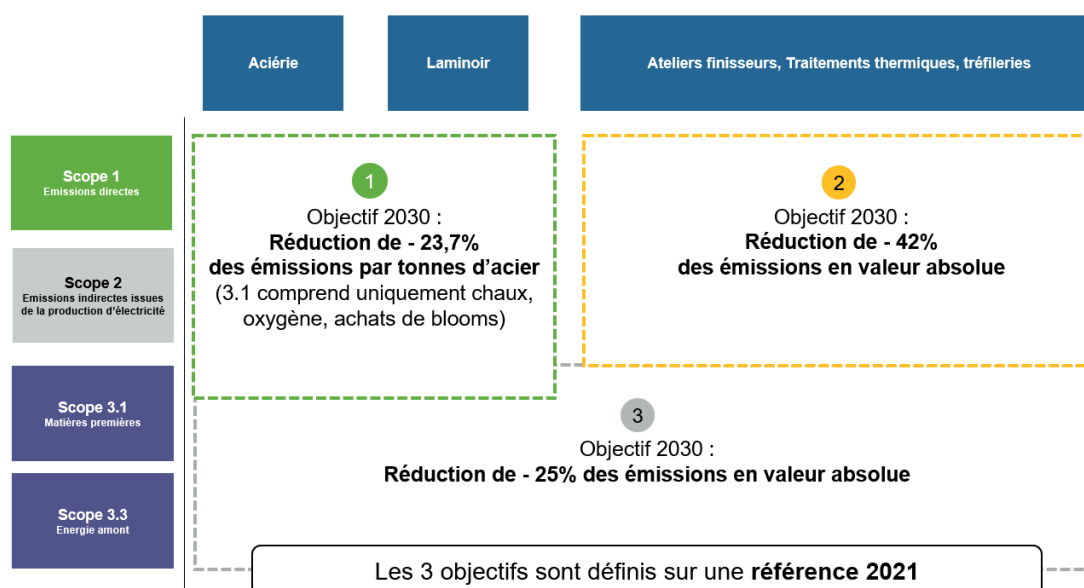 Aciérie
Laminoir
Ateliers finisseurs, Traitements thermiques, tréfileries
Scope 1
Emissions directes
Scope 2
Emissions indirectes issues
de la production d'électricité
Scope 3.1
Matières premières
Scope 3.3
Energie amont
1
Objectif 2030 :
Réduction de - 23,7%
des émissions par tonnes d'acier
(3.1 comprend uniquement chaux,
oxygène, achats de blooms)
2
Objectif 2030 :
Réduction de - 42%
des émissions en valeur absolue
3
Objectif 2030 :
Réduction de - 25% des émissions en valeur absolue
Les 3 objectifs sont définis sur une référence 2021